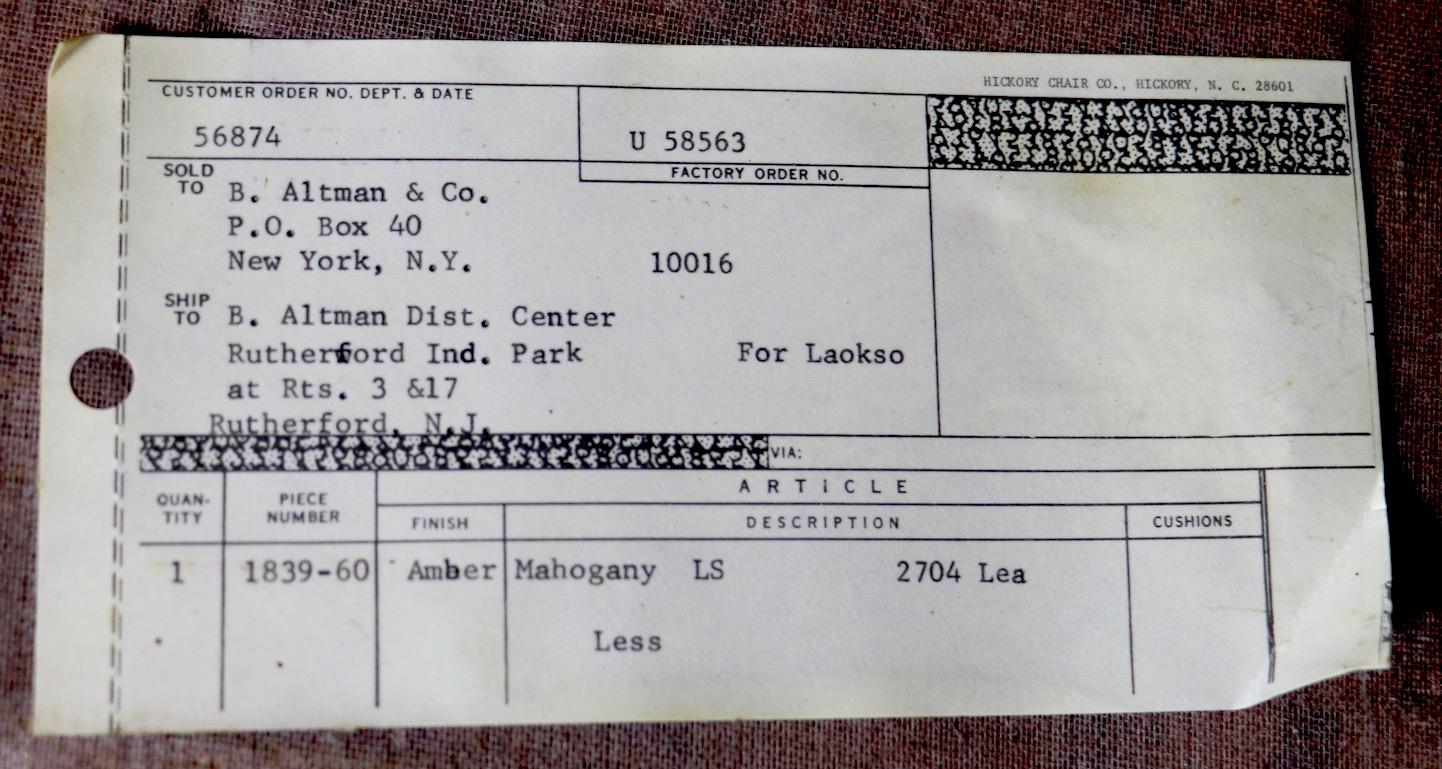 HICKORY CHAIR CO., HICKORY, N. C. 28601
CUSTOMER ORDER NO. DEPT. & DATE
56874
U 58563
FACTORY ORDER NO.
SOLD TO
B. Altman & Co.
P.O. Box 40
New York, N.Y. 10016
SHIP TO
B. Altman Dist. Center
Rutherford Ind. Park For Laokso
at Rts. 3 &17
Rutherford, N.J.
VIA:
ARTICLE
QUAN-TITY PIECE NUMBER FINISH DESCRIPTION CUSHIONS
1 1839-60 Amber Mahogany LS 2704 Lea
Less